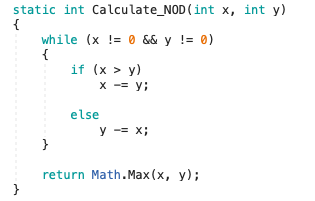 static int Calculate_NOD(int x, int y)
{
while (x != 0 && y != 0)
{
if (x > y)
x -= y;
else
y -= x;
}
return Math.Max(x, y);
}